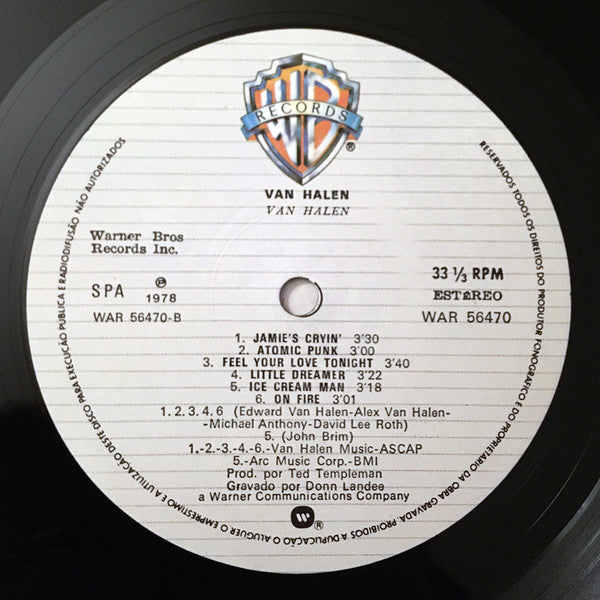 WB
RECORDS
®
VAN HALEN
VAN HALEN
Warner Bros
Records Inc.
33 ⅓ RPM
SPA ℗ 1978
ESTÉREO
WAR 56470-B
WAR 56470
1. JAMIE'S CRYIN' 3'30
2. ATOMIC PUNK 3'00
3. FEEL YOUR LOVE TONIGHT 3'40
4. LITTLE DREAMER 3'22
5. ICE CREAM MAN 3'18
6. ON FIRE 3'01
1. 2. 3. 4. 6 (Edward Van Halen-Alex Van Halen-
-Michael Anthony-David Lee Roth)
5. (John Brim)
1.-2.-3.-4.-6.-Van Halen Music-ASCAP
5.-Arc Music Corp.-BMI
Prod. por Ted Templeman
Gravado por Donn Landee
a Warner Communications Company
®
RESERVADOS TODOS OS DIREITOS DO PRODUTOR FONOGRÁFICO E DO PROPRIETARIO DA OBRA GRAVADA PROIBIDOS A DUPLICAÇÃO O ALUGUER O EMPRESTIMO E A UTILIZAÇÃO DESTE DISCO PARA EXECUÇÃO PUBLICA E RADIODIFUSÃO NÃO AUTORIZADOS